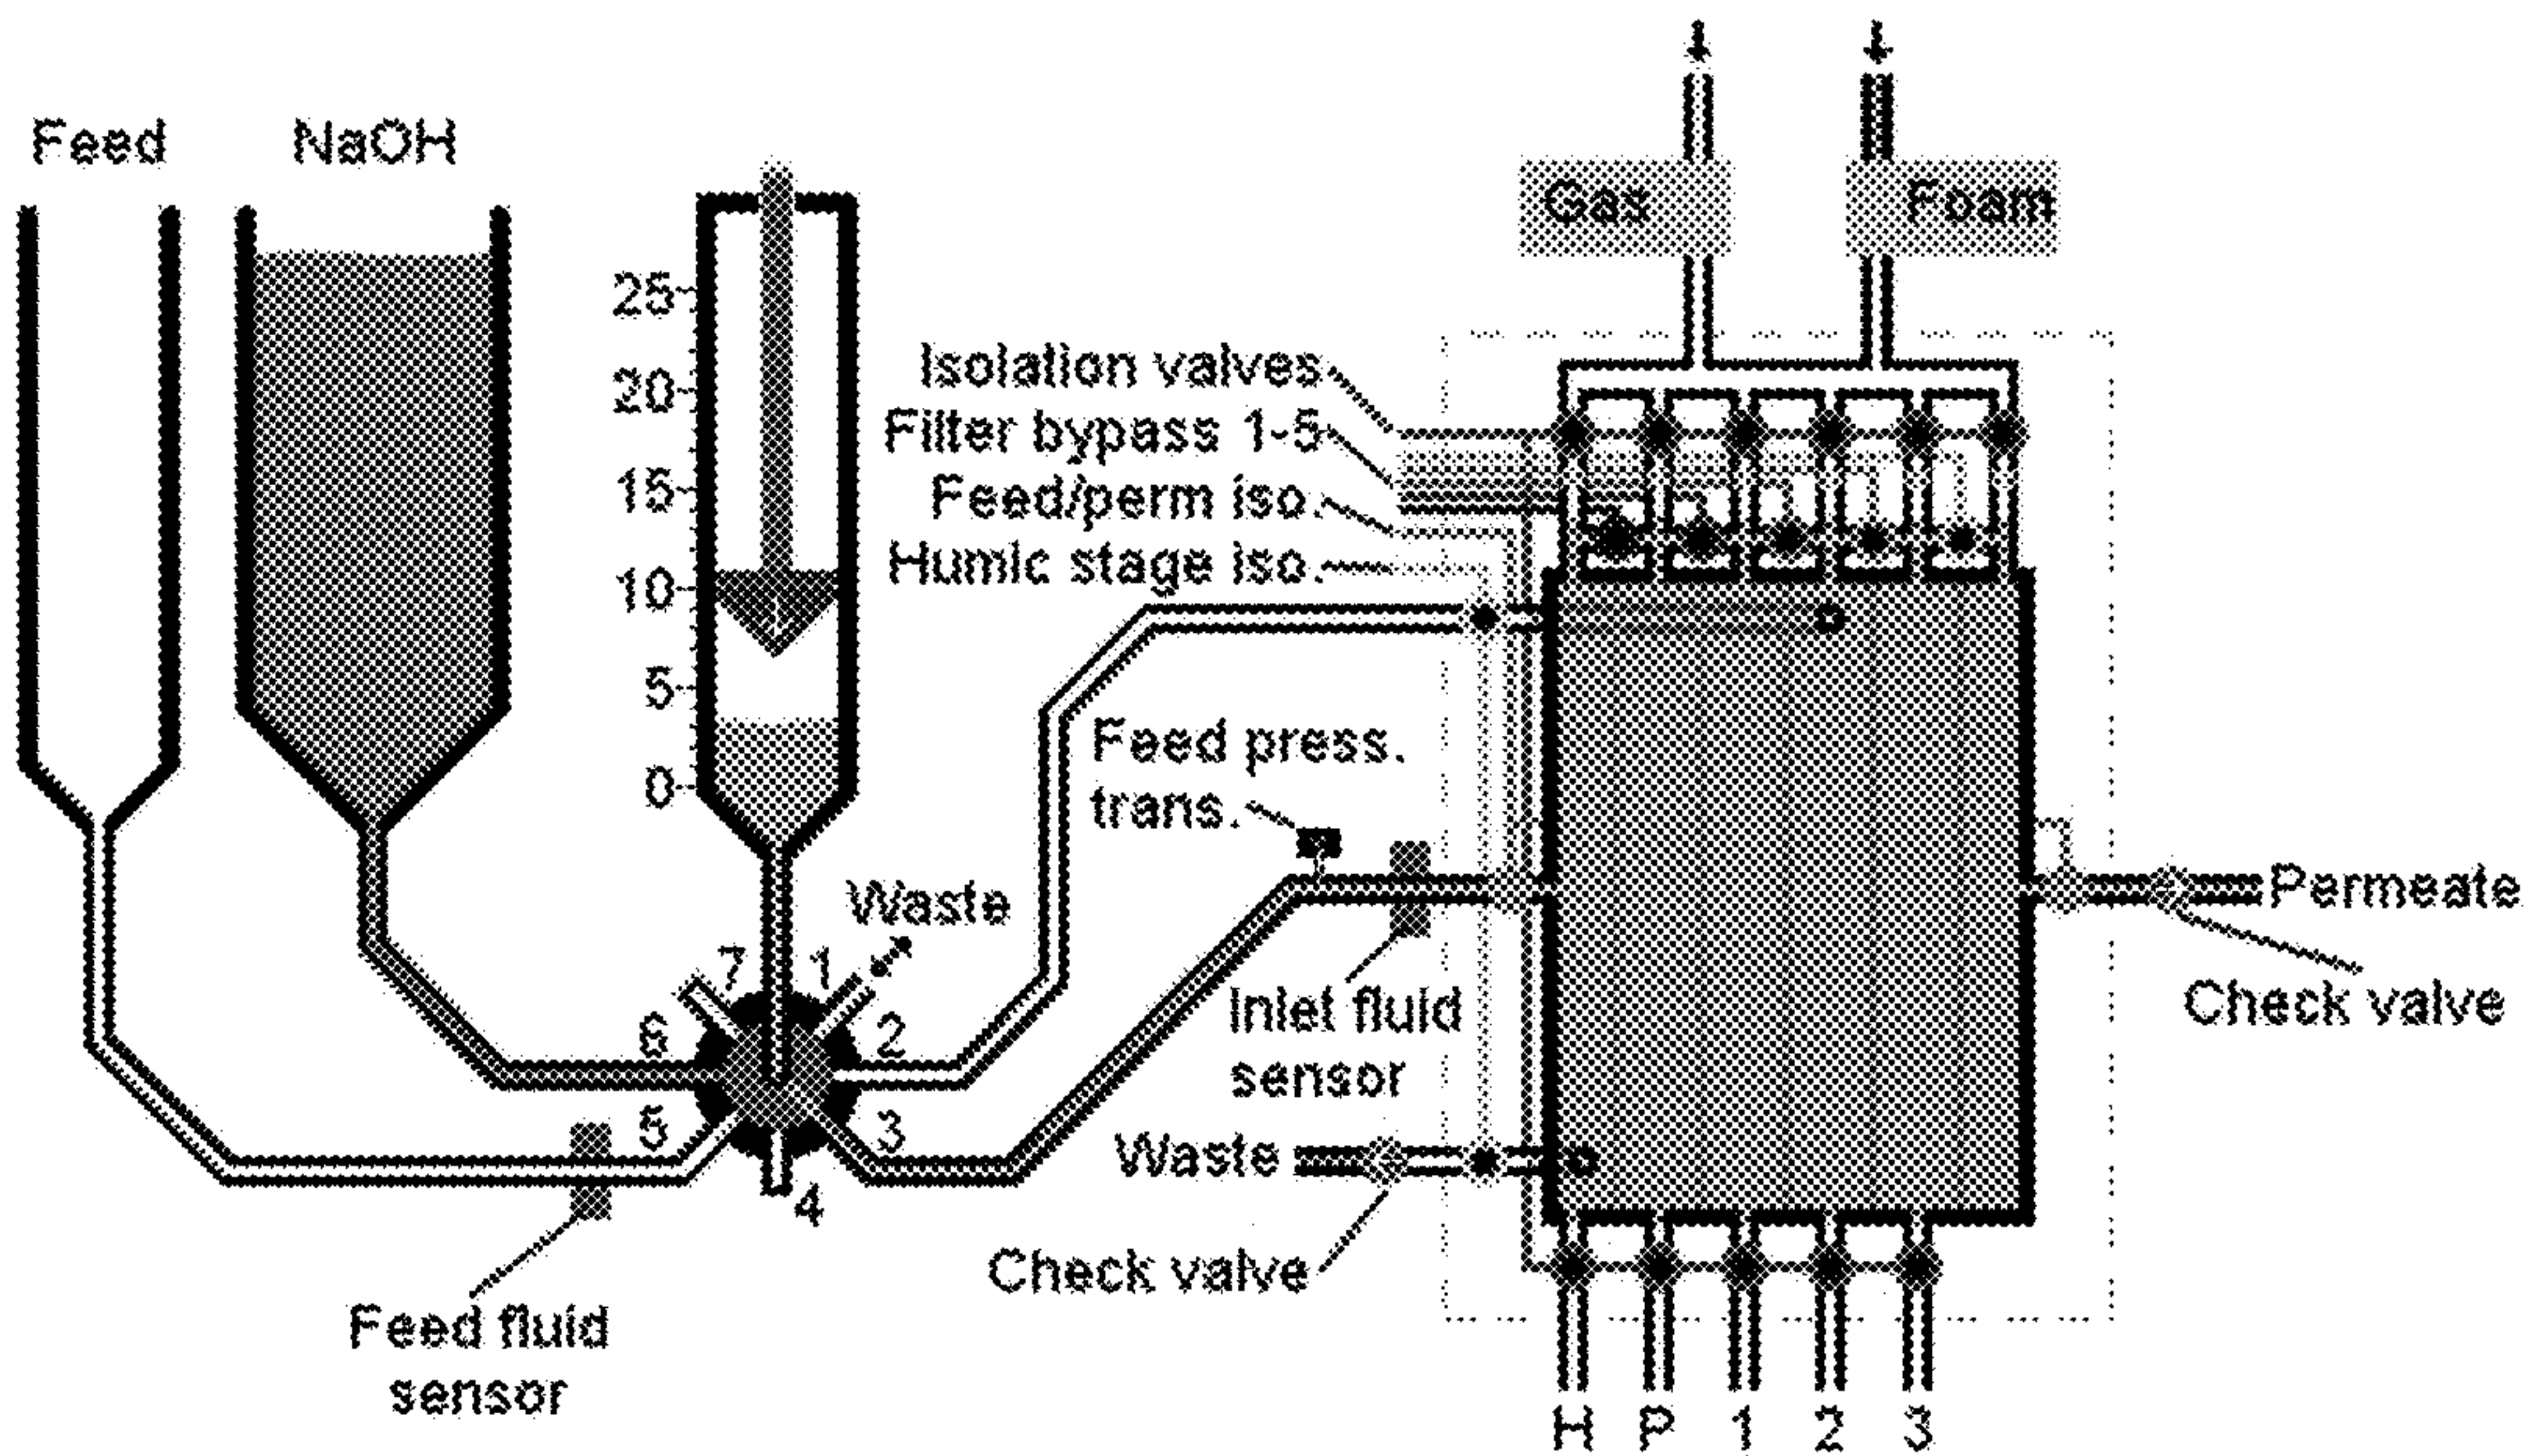 Feed
NaOH
Gas
Foam
25
20
15
10
5
0
Isolation valves
Filter bypass 1-5
Feed/perm iso.
Humic stage iso.
Feed press.
trans.
Waste
7
1
6
2
5
3
4
Inlet fluid
sensor
Permeate
Check valve
Waste
Check valve
Feed fluid
sensor
H P 1 2 3